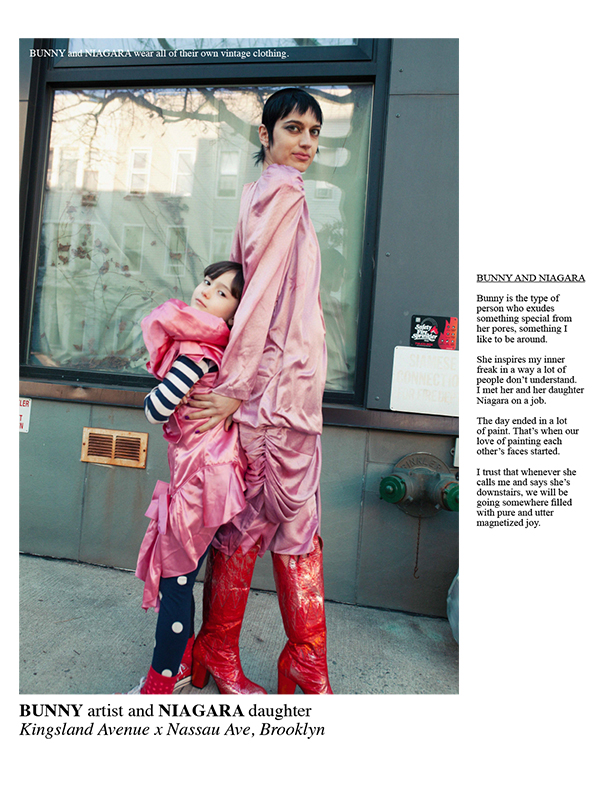 BUNNY and NIAGARA wear all of their own vintage clothing.
BUNNY AND NIAGARA
Bunny is the type of
person who exudes
something special from
her pores, something I
like to be around.
She inspires my inner
freak in a way a lot of
people don’t understand.
I met her and her daughter
Niagara on a job.
The day ended in a lot
of paint. That’s when our
love of painting each
other’s faces started.
I trust that whenever she
calls me and says she’s
downstairs, we will be
going somewhere filled
with pure and utter
magnetized joy.
Safety
Fire
Sprinkler
CONNECTION
BUNNY artist and NIAGARA daughter
Kingsland Avenue x Nassau Ave, Brooklyn